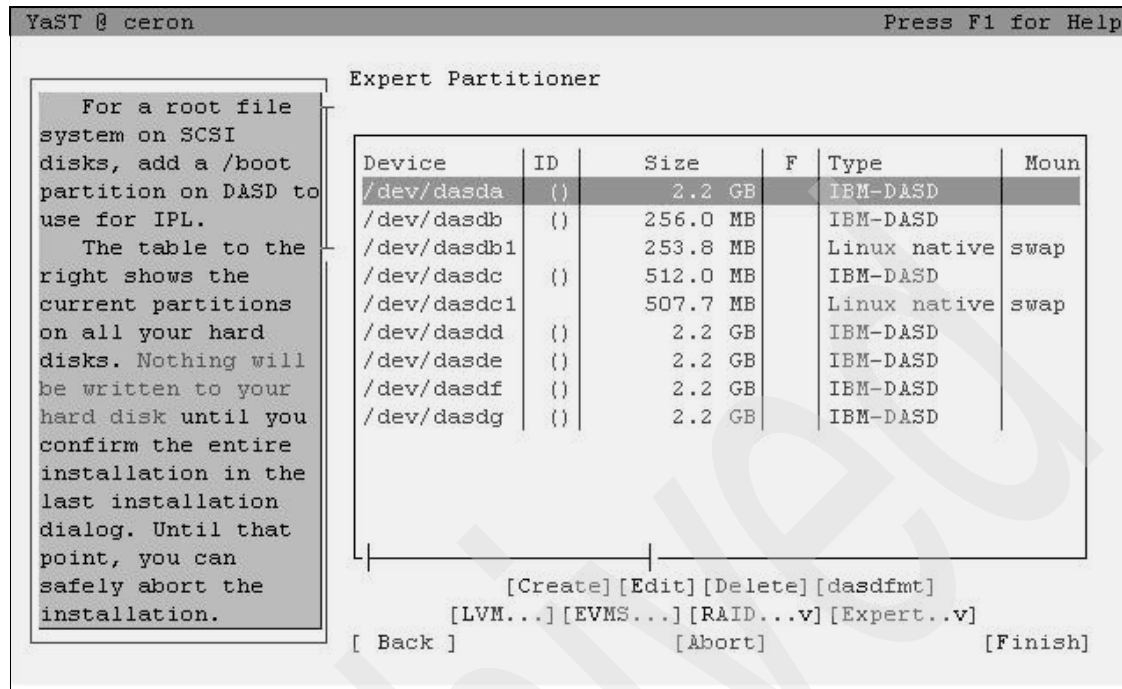 YaST @ ceron Press F1 for Help
Expert Partitioner
For a root file
system on SCSI
disks, add a /boot
partition on DASD to
use for IPL.
The table to the
right shows the
current partitions
on all your hard
disks. Nothing will
be written to your
hard disk until you
confirm the entire
installation in the
last installation
dialog. Until that
point, you can
safely abort the
installation.
Device ID Size F Type Moun
/dev/dasda () 2.2 GB IBM-DASD
/dev/dasdb () 256.0 MB IBM-DASD
/dev/dasdb1 253.8 MB Linux native swap
/dev/dasdc () 512.0 MB IBM-DASD
/dev/dasdc1 507.7 MB Linux native swap
/dev/dasdd () 2.2 GB IBM-DASD
/dev/dasde () 2.2 GB IBM-DASD
/dev/dasdf () 2.2 GB IBM-DASD
/dev/dasdg () 2.2 GB IBM-DASD
[Create][Edit][Delete][dasdfmt]
[LVM...][EVMS...][RAID...v][Expert..v]
[ Back ] [Abort] [Finish]